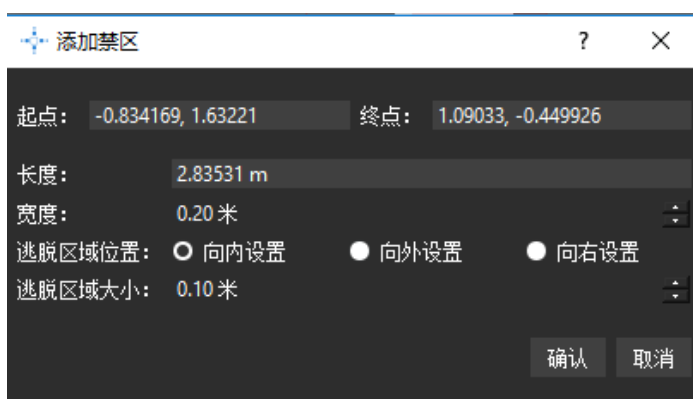 添加禁区 ?
起点: -0.834169, 1.63221 终点: 1.09033, -0.449926
长度: 2.83531 m
宽度: 0.20 米
逃脱区域位置: 向内设置 向外设置 向右设置
逃脱区域大小: 0.10 米
确认 取消